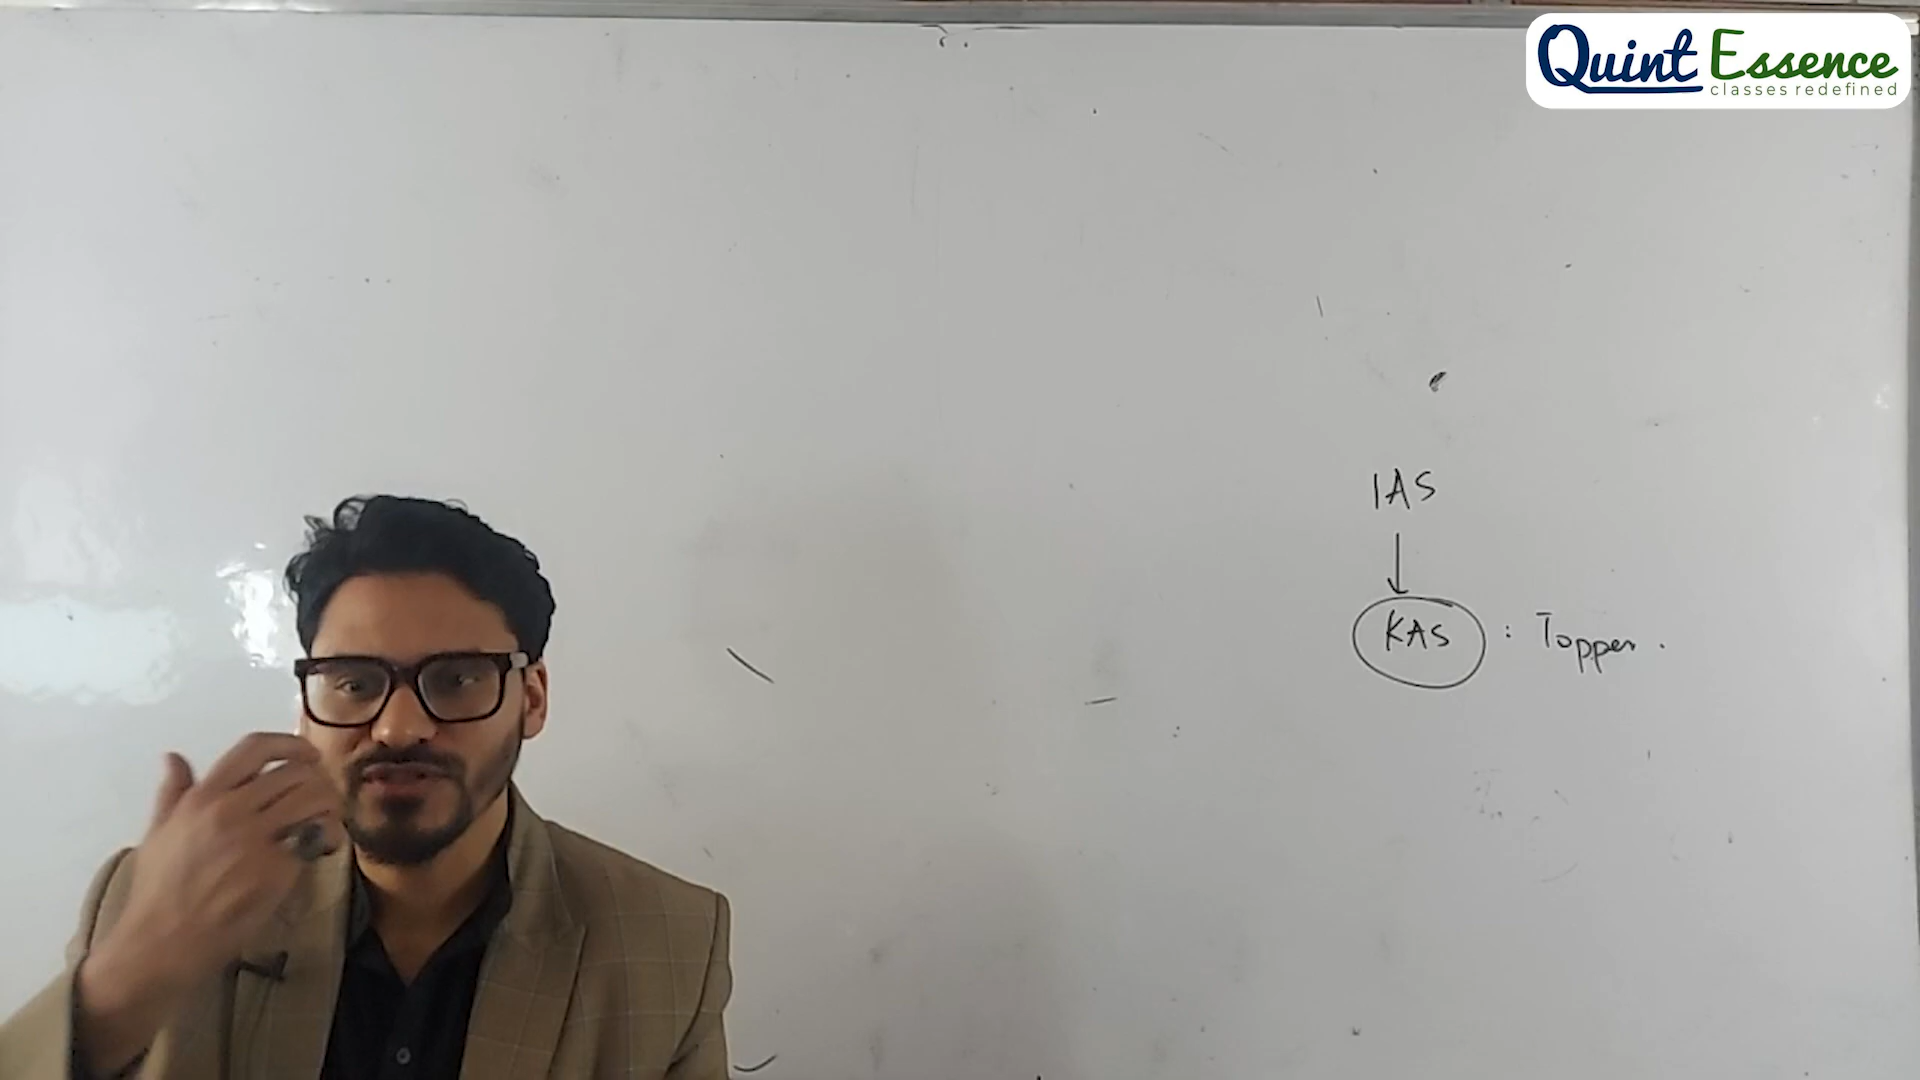 Quint Essence
classes redefined
IAS
KAS : Topper.